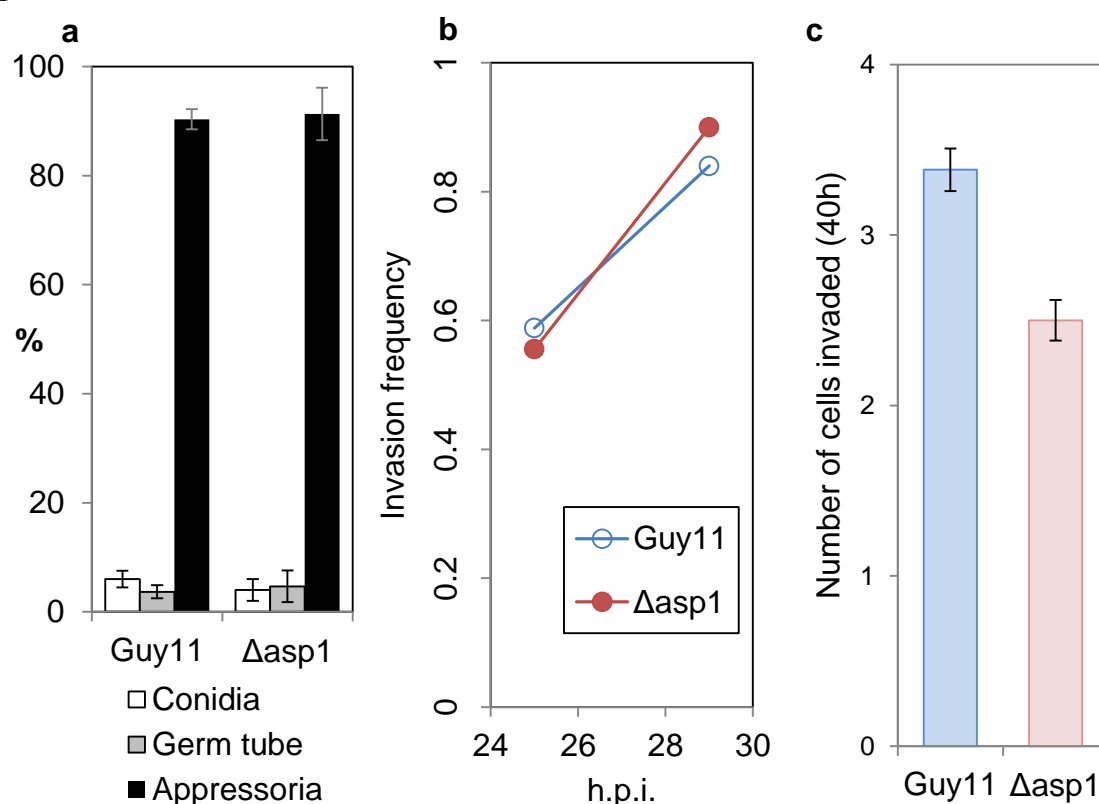 a
100
80
60
%
40
20
0
Guy11 Δasp1
Conidia
Germ tube
Appressoria
b
Invasion frequency
1
0.8
0.6
0.4
0.2
0
Guy11
Δasp1
24 26 28 30
h.p.i.
c
Number of cells invaded (40h)
4
3
2
1
0
Guy11 Δasp1